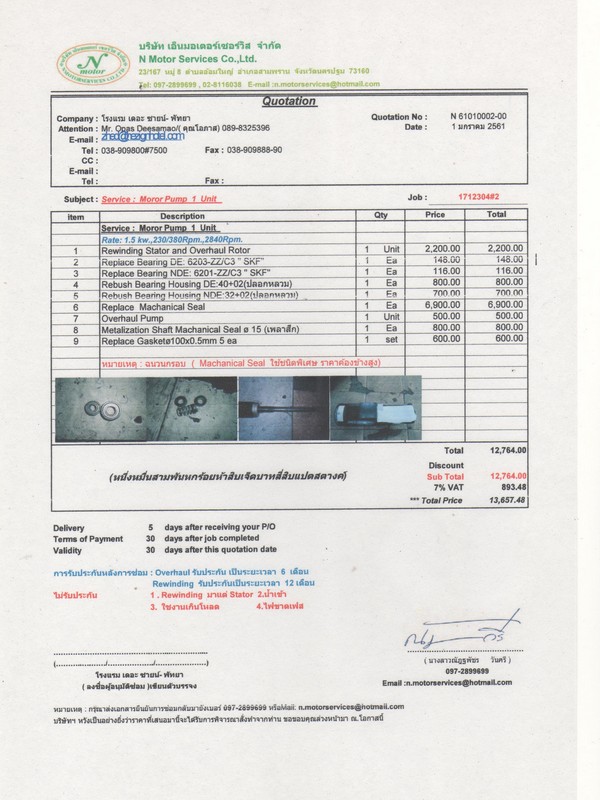 N
motor
บริษัท เอ็นมอเตอร์เซอร์วิส จำกัด
N Motor Services Co.,Ltd.
23/167 หมู่ 8 ตำบลอ้อมใหญ่ อำเภอสามพราน จังหวัดนครปฐม 73160
Tel: 097-2899699 , 02-8116038 E-mail :n.motorservices@hotmail.com
Quotation
Company : โรงแรม เดอะ ซายน์- พัทยา Quotation No : N 61010002-00
Attention : Mr. Opas Deesamao/( คุณโอภาส) 089-8325396 Date : 1 มกราคม 2561
E-mail :
Tel : 038-909800#7500 Fax : 038-909888-90
CC :
E-mail :
Tel : Fax :
Subject : Service : Moror Pump 1 Unit Job : 1712304#2
item Description Qty Price Total
Service : Moror Pump 1 Unit
Rate: 1.5 kw.,230/380Rpm.,2840Rpm.
1 Rewinding Stator and Overhaul Rotor 1 Unit 2,200.00 2,200.00
2 Replace Bearing DE: 6203-ZZ/C3 " SKF" 1 Ea 148.00 148.00
3 Replace Bearing NDE: 6201-ZZ/C3 " SKF" 1 Ea 116.00 116.00
4 Rebush Bearing Housing DE:40+02(ปลอกหลวม) 1 Ea 800.00 800.00
5 Rebush Bearing Housing NDE:32+02(ปลอกหลวม) 1 Ea 700.00 700.00
6 Replace Machanical Seal 1 Ea 6,900.00 6,900.00
7 Overhaul Pump 1 Unit 500.00 500.00
8 Metalization Shaft Machanical Seal ø 15 (เพลาสึก) 1 Ea 800.00 800.00
9 Replace Gasketø100x0.5mm 5 ea 1 set 600.00 600.00
หมายเหตุ : ฉนวนกรอบ ( Machanical Seal ใช้ชนิดพิเศษ ราคาค่อนข้างสูง)
Total 12,764.00
Discount
Sub Total 12,764.00
(หนึ่งหมื่นสามพันหกร้อยห้าสิบเจ็ดบาทสี่สิบแปดสตางค์) 7% VAT 893.48
*** Total Price 13,657.48
Delivery 5 days after receiving your P/O
Terms of Payment 30 days after job completed
Validity 30 days after this quotation date
การรับประกันหลังการซ่อม : Overhaul รับประกัน เป็นระยะเวลา 6 เดือน
Rewinding รับประกันเป็นระยะเวลา 12 เดือน
ไม่รับประกัน 1 . Rewinding มาแต่ Stator 2.น้ำเข้า
3. ใช้งานเกินโหลด 4.ไฟขาดเฟส
( นางสาวณัฎฐพัชร วันศรี )
097-2899699
Email :n.motorservices@hotmail.com
(............../............................/...............)
โรงแรม เดอะ ซายน์- พัทยา
( ลงชื่อผู้อนุมัติซ่อม )เขียนตัวบรรจง
หมายเหตุ : กรุณาส่งเอกสารยืนยันการซ่อมกลับมายังเบอร์ 097-2899699 หรือMail: n.motorservices@hotmail.com
บริษัทฯ หวังเป็นอย่างยิ่งว่าราคาที่เสนอมานี้จะได้รับการพิจารณาสั่งทำจากท่าน ขอขอบคุณล่วงหน้ามา ณ.โอกาสนี้